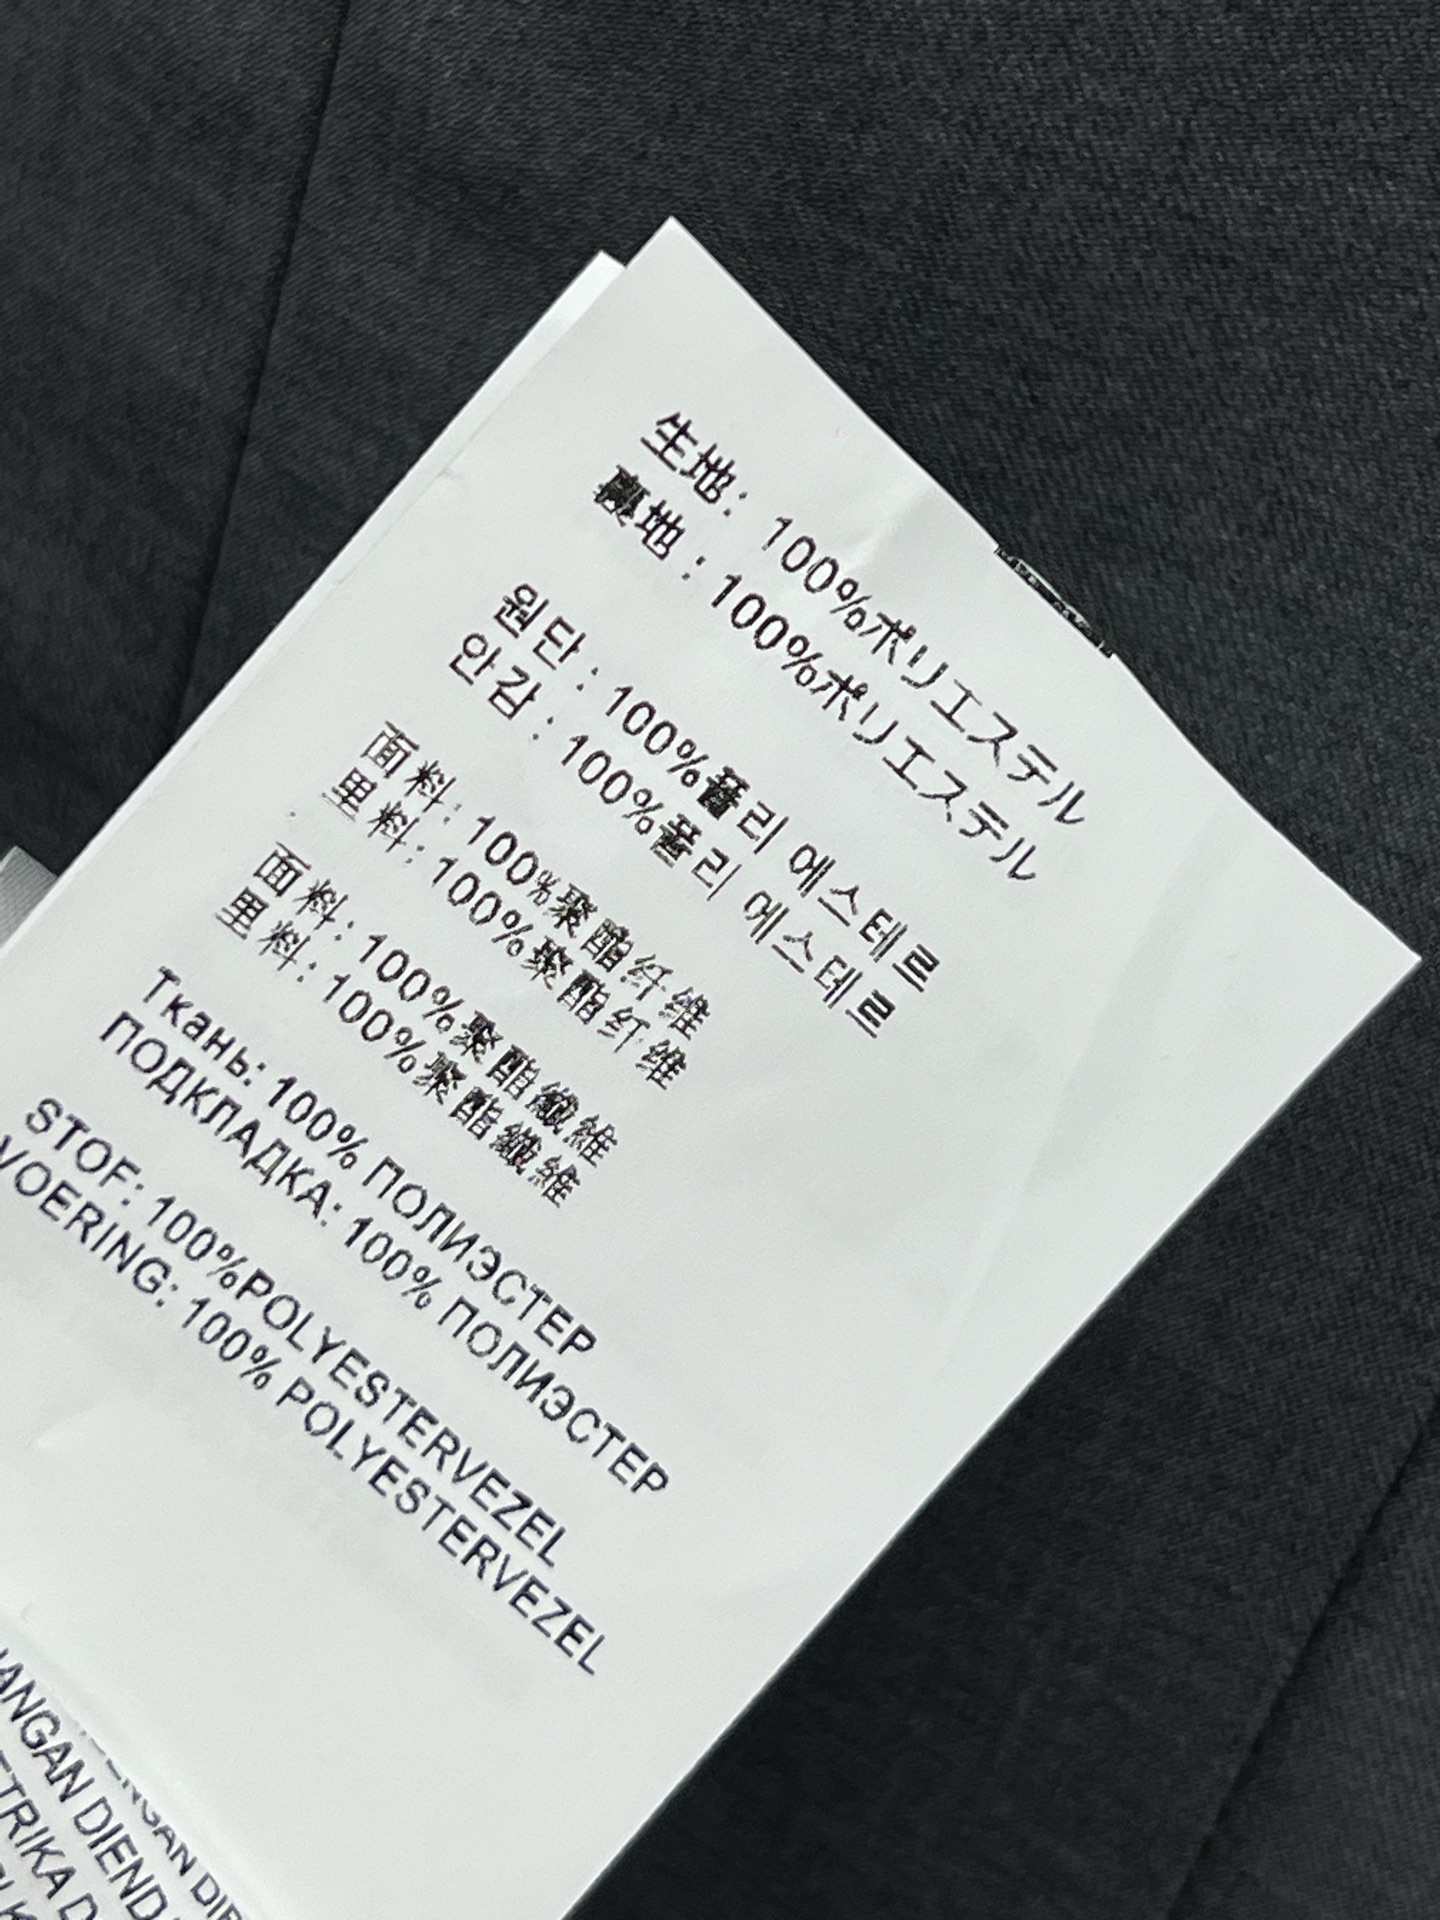 生地: 100%ポリエステル
裏地 : 100%ポリエステル
원단 : 100%폴리 에스테르
안감 : 100%폴리 에스테르
面料: 100%聚酯纤维
里料: 100%聚酯纤维
面料: 100%聚酯纖維
里料: 100%聚酯纖維
Ткань: 100% ПОЛИЭСТЕР
ПОДКЛАДКА: 100% ПОЛИЭСТЕР
STOF: 100%POLYESTERVEZEL
VOERING: 100% POLYESTERVEZEL